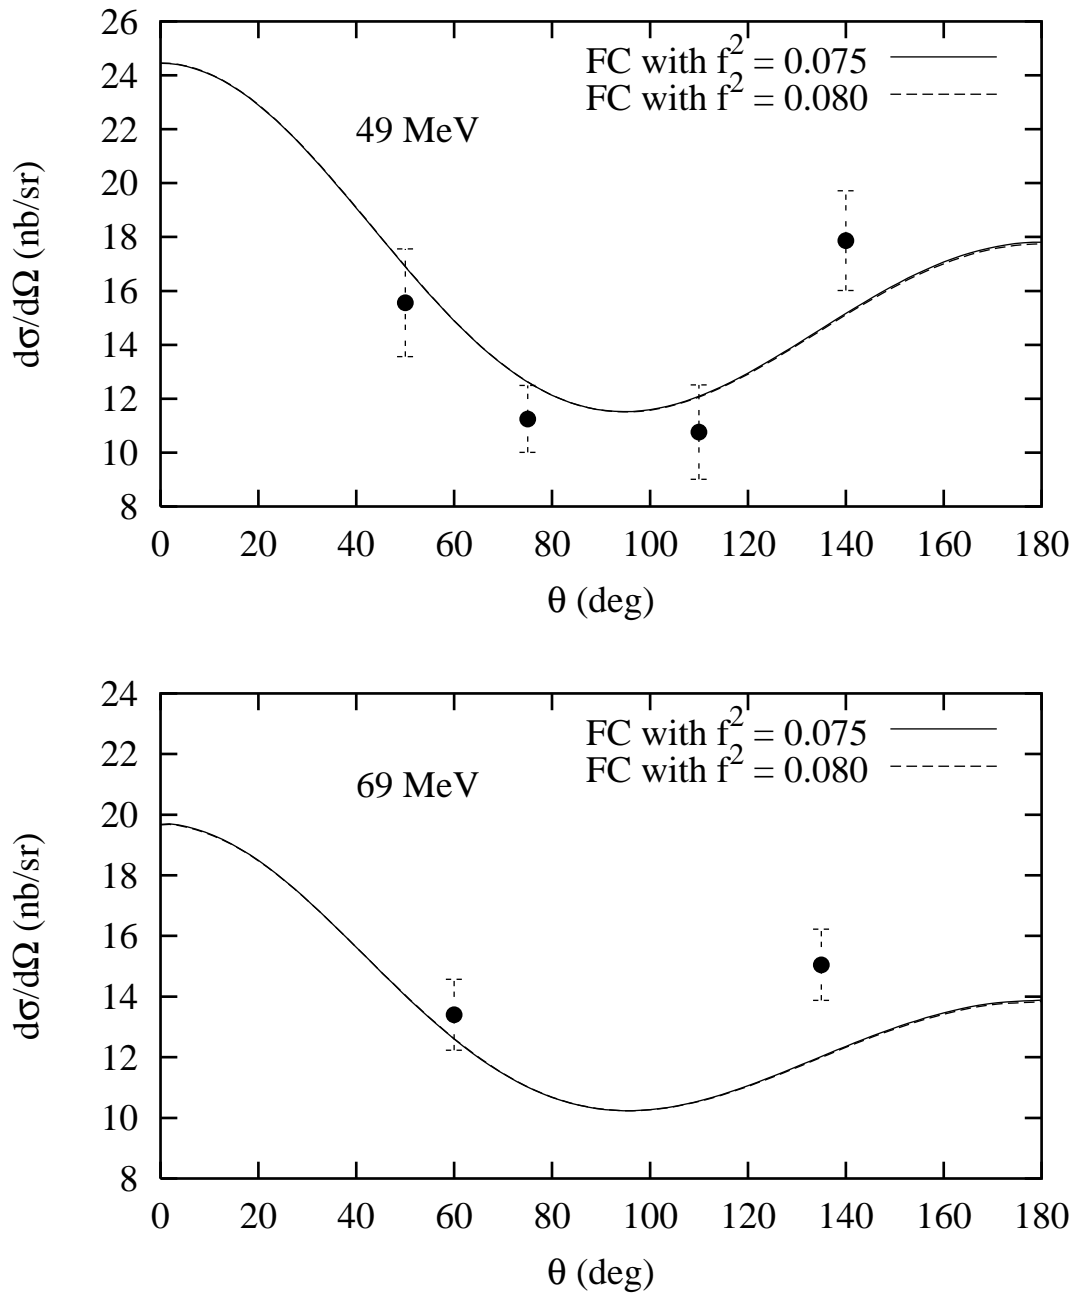 26
24
22
20
18
16
14
12
10
8
dσ/dΩ (nb/sr)
FC with f² = 0.075
FC with f² = 0.080
49 MeV
0 20 40 60 80 100 120 140 160 180
θ (deg)
24
22
20
18
16
14
12
10
8
dσ/dΩ (nb/sr)
FC with f² = 0.075
FC with f² = 0.080
69 MeV
0 20 40 60 80 100 120 140 160 180
θ (deg)